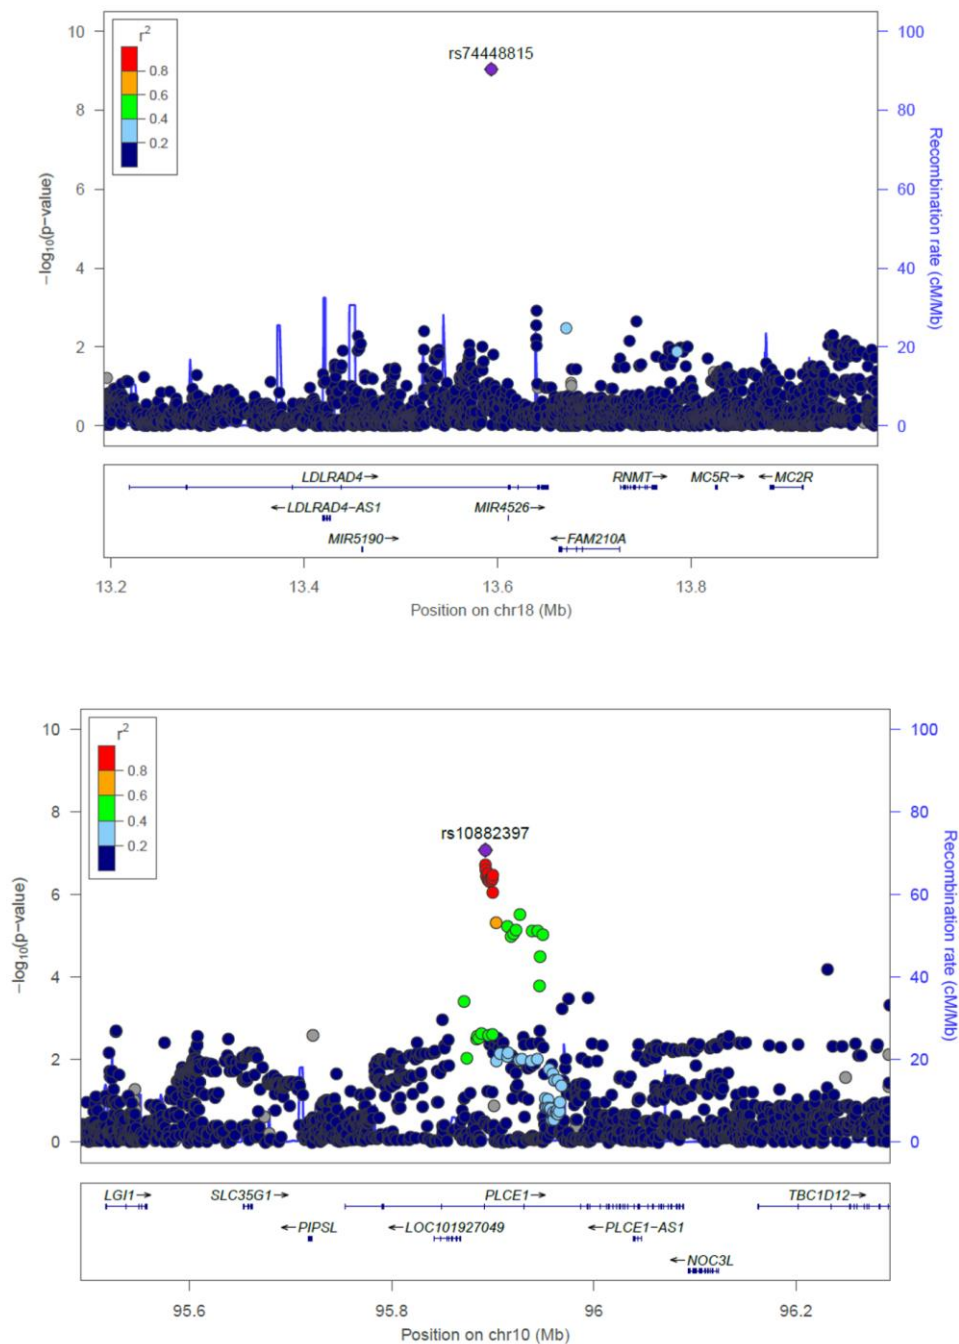 r2
0.8
0.6
0.4
0.2
rs74448815
10
8
6
4
2
0
−log10(p−value)
100
80
60
40
20
0
Recombination rate (cM/Mb)
LDLRAD4→
RNMT→
MC5R→
←MC2R
←LDLRAD4−AS1
MIR4526→
MIR5190→
←FAM210A
13.2
13.4
13.6
13.8
Position on chr18 (Mb)
r2
0.8
0.6
0.4
0.2
rs10882397
10
8
6
4
2
0
−log10(p−value)
100
80
60
40
20
0
Recombination rate (cM/Mb)
LGI1→
SLC35G1→
PLCE1→
TBC1D12→
←PIPSL
←LOC101927049
←PLCE1−AS1
←NOC3L
95.6
95.8
96
96.2
Position on chr10 (Mb)